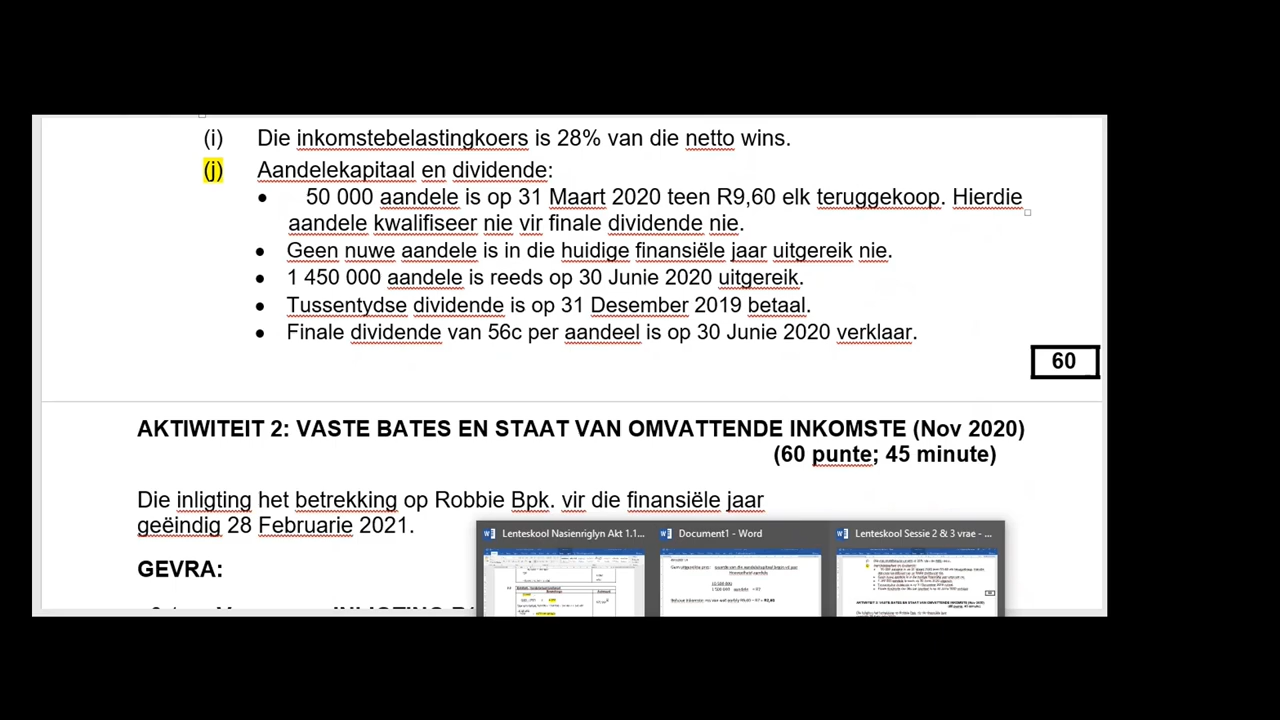 (i) Die inkomstebelastingkoers is 28% van die netto wins.
(j) Aandelekapitaal en dividende:
• 50 000 aandele is op 31 Maart 2020 teen R9,60 elk teruggekoop. Hierdie
aandele kwalifiseer nie vir finale dividende nie.
• Geen nuwe aandele is in die huidige finansiële jaar uitgereik nie.
• 1 450 000 aandele is reeds op 30 Junie 2020 uitgereik.
• Tussentydse dividende is op 31 Desember 2019 betaal.
• Finale dividende van 56c per aandeel is op 30 Junie 2020 verklaar.
60
AKTIWITEIT 2: VASTE BATES EN STAAT VAN OMVATTENDE INKOMSTE (Nov 2020)
(60 punte; 45 minute)
Die inligting het betrekking op Robbie Bpk. vir die finansiële jaar
geëindig 28 Februarie 2021.
GEVRA:
Lenteskool Nasienriglyn Akt 1.1...
Document1 - Word
Lenteskool Sessie 2 & 3 vrae - ...